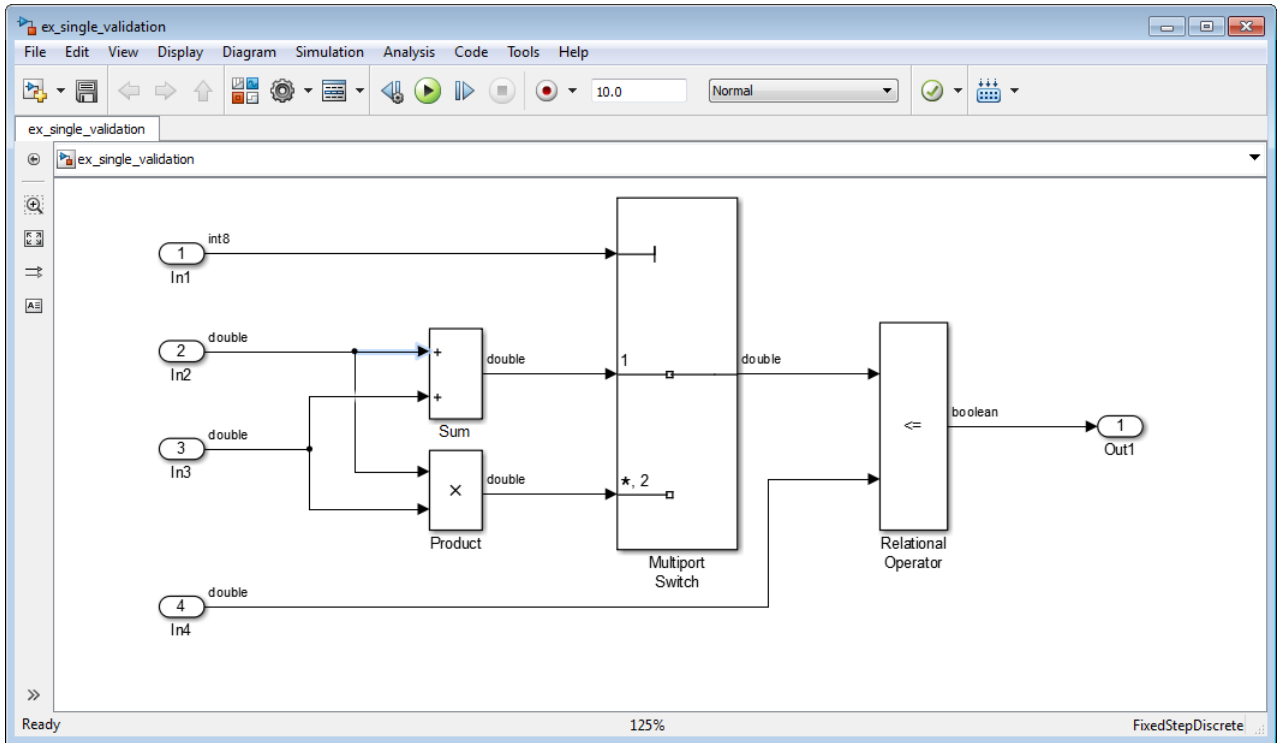 ex_single_validation
File Edit View Display Diagram Simulation Analysis Code Tools Help
10.0 Normal
ex_single_validation
ex_single_validation
int8
1
In1
double
2
In2
+
+
Sum
double
1
double
double
3
In3
×
Product
double
*, 2
Multiport
Switch
<=
Relational
Operator
boolean
1
Out1
double
4
In4
Ready 125% FixedStepDiscrete